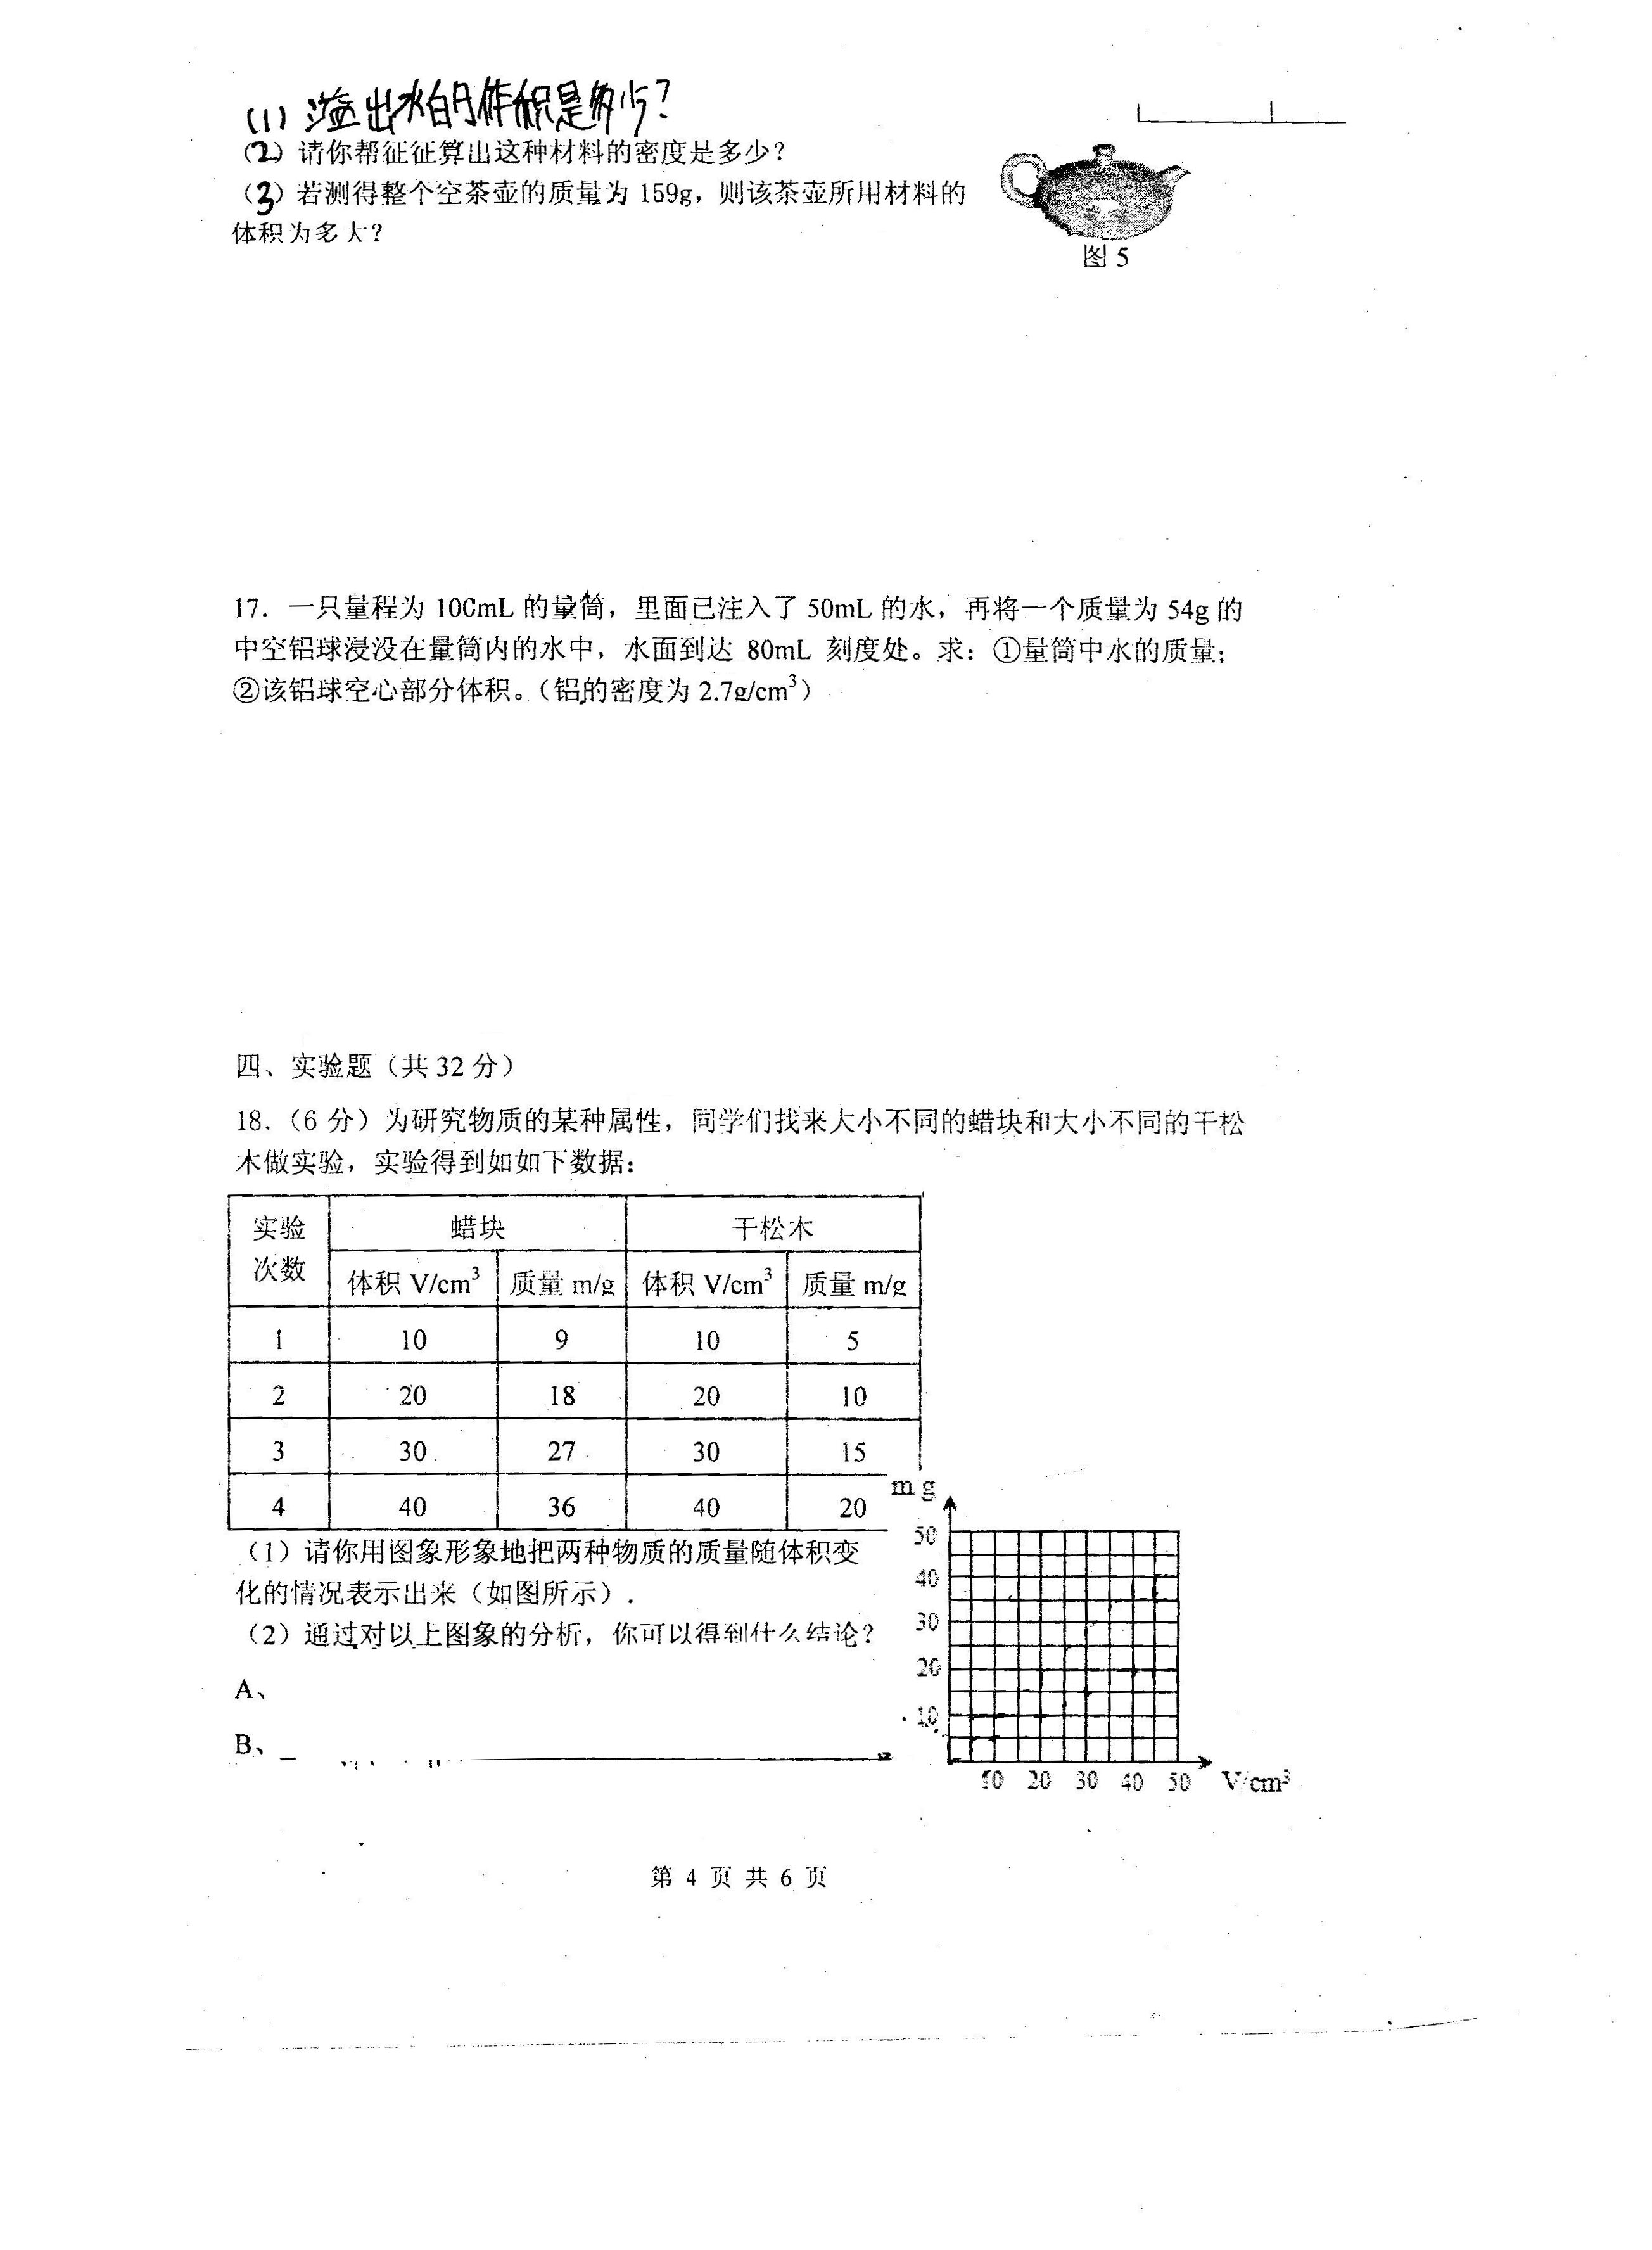 (1) 溢出水的体积是多少?
(2) 请你帮征征算出这种材料的密度是多少?
(3) 若测得整个空茶壶的质量为 159g, 则该茶壶所用材料的
体积为多大?
图 5
17. 一只量程为 100mL 的量筒, 里面已注入了 50mL 的水, 再将一个质量为 54g 的
中空铝球浸没在量筒内的水中, 水面到达 80mL 刻度处。求: ①量筒中水的质量;
②该铝球空心部分体积。(铝的密度为 2.7g/cm³)
四、实验题 (共 32 分)
18. (6 分) 为研究物质的某种属性, 同学们找来大小不同的蜡块和大小不同的干松
木做实验, 实验得到如如下数据:
实验次数 蜡块 干松木
体积 V/cm³ 质量 m/g 体积 V/cm³ 质量 m/g
1 10 9 10 5
2 20 18 20 10
3 30 27 30 15
4 40 36 40 20
(1) 请你用图象形象地把两种物质的质量随体积变
化的情况表示出来 (如图所示).
(2) 通过对以上图象的分析, 你可以得到什么结论?
A、
B、
m g
50
40
30
20
10
10 20 30 40 50 V/cm³
第 4 页 共 6 页